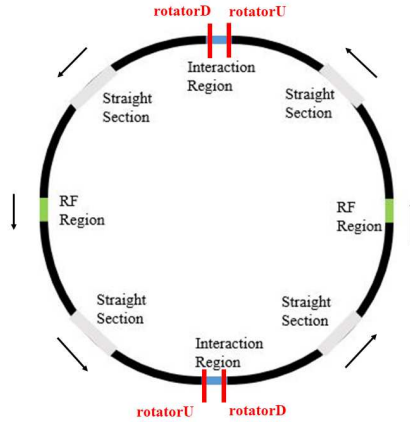 rotatorD rotatorU
Interaction
Region
Straight
Section
Straight
Section
RF
Region
RF
Region
Straight
Section
Straight
Section
Interaction
Region
rotatorU rotatorD